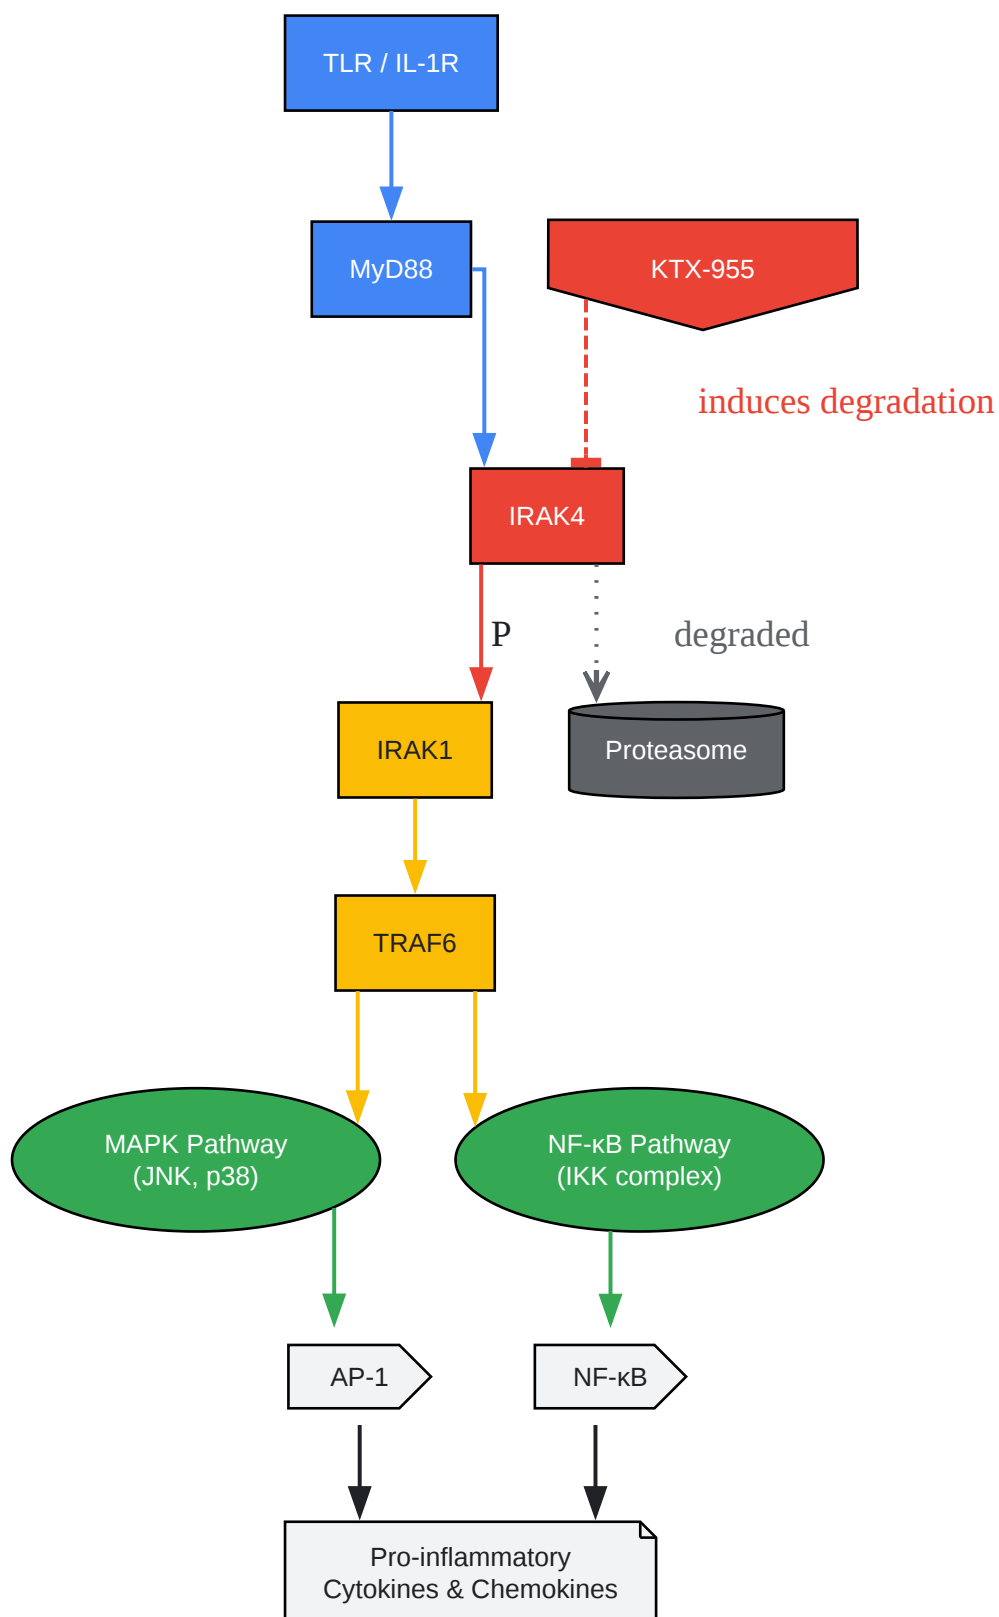 TLR / IL-1R
MyD88
KTX-955
induces degradation
IRAK4
P
degraded
IRAK1
Proteasome
TRAF6
MAPK Pathway
(JNK, p38)
NF-κB Pathway
(IKK complex)
AP-1
NF-κB
Pro-inflammatory
Cytokines & Chemokines